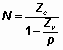 N = Z_c / (1 - Z_v / p)